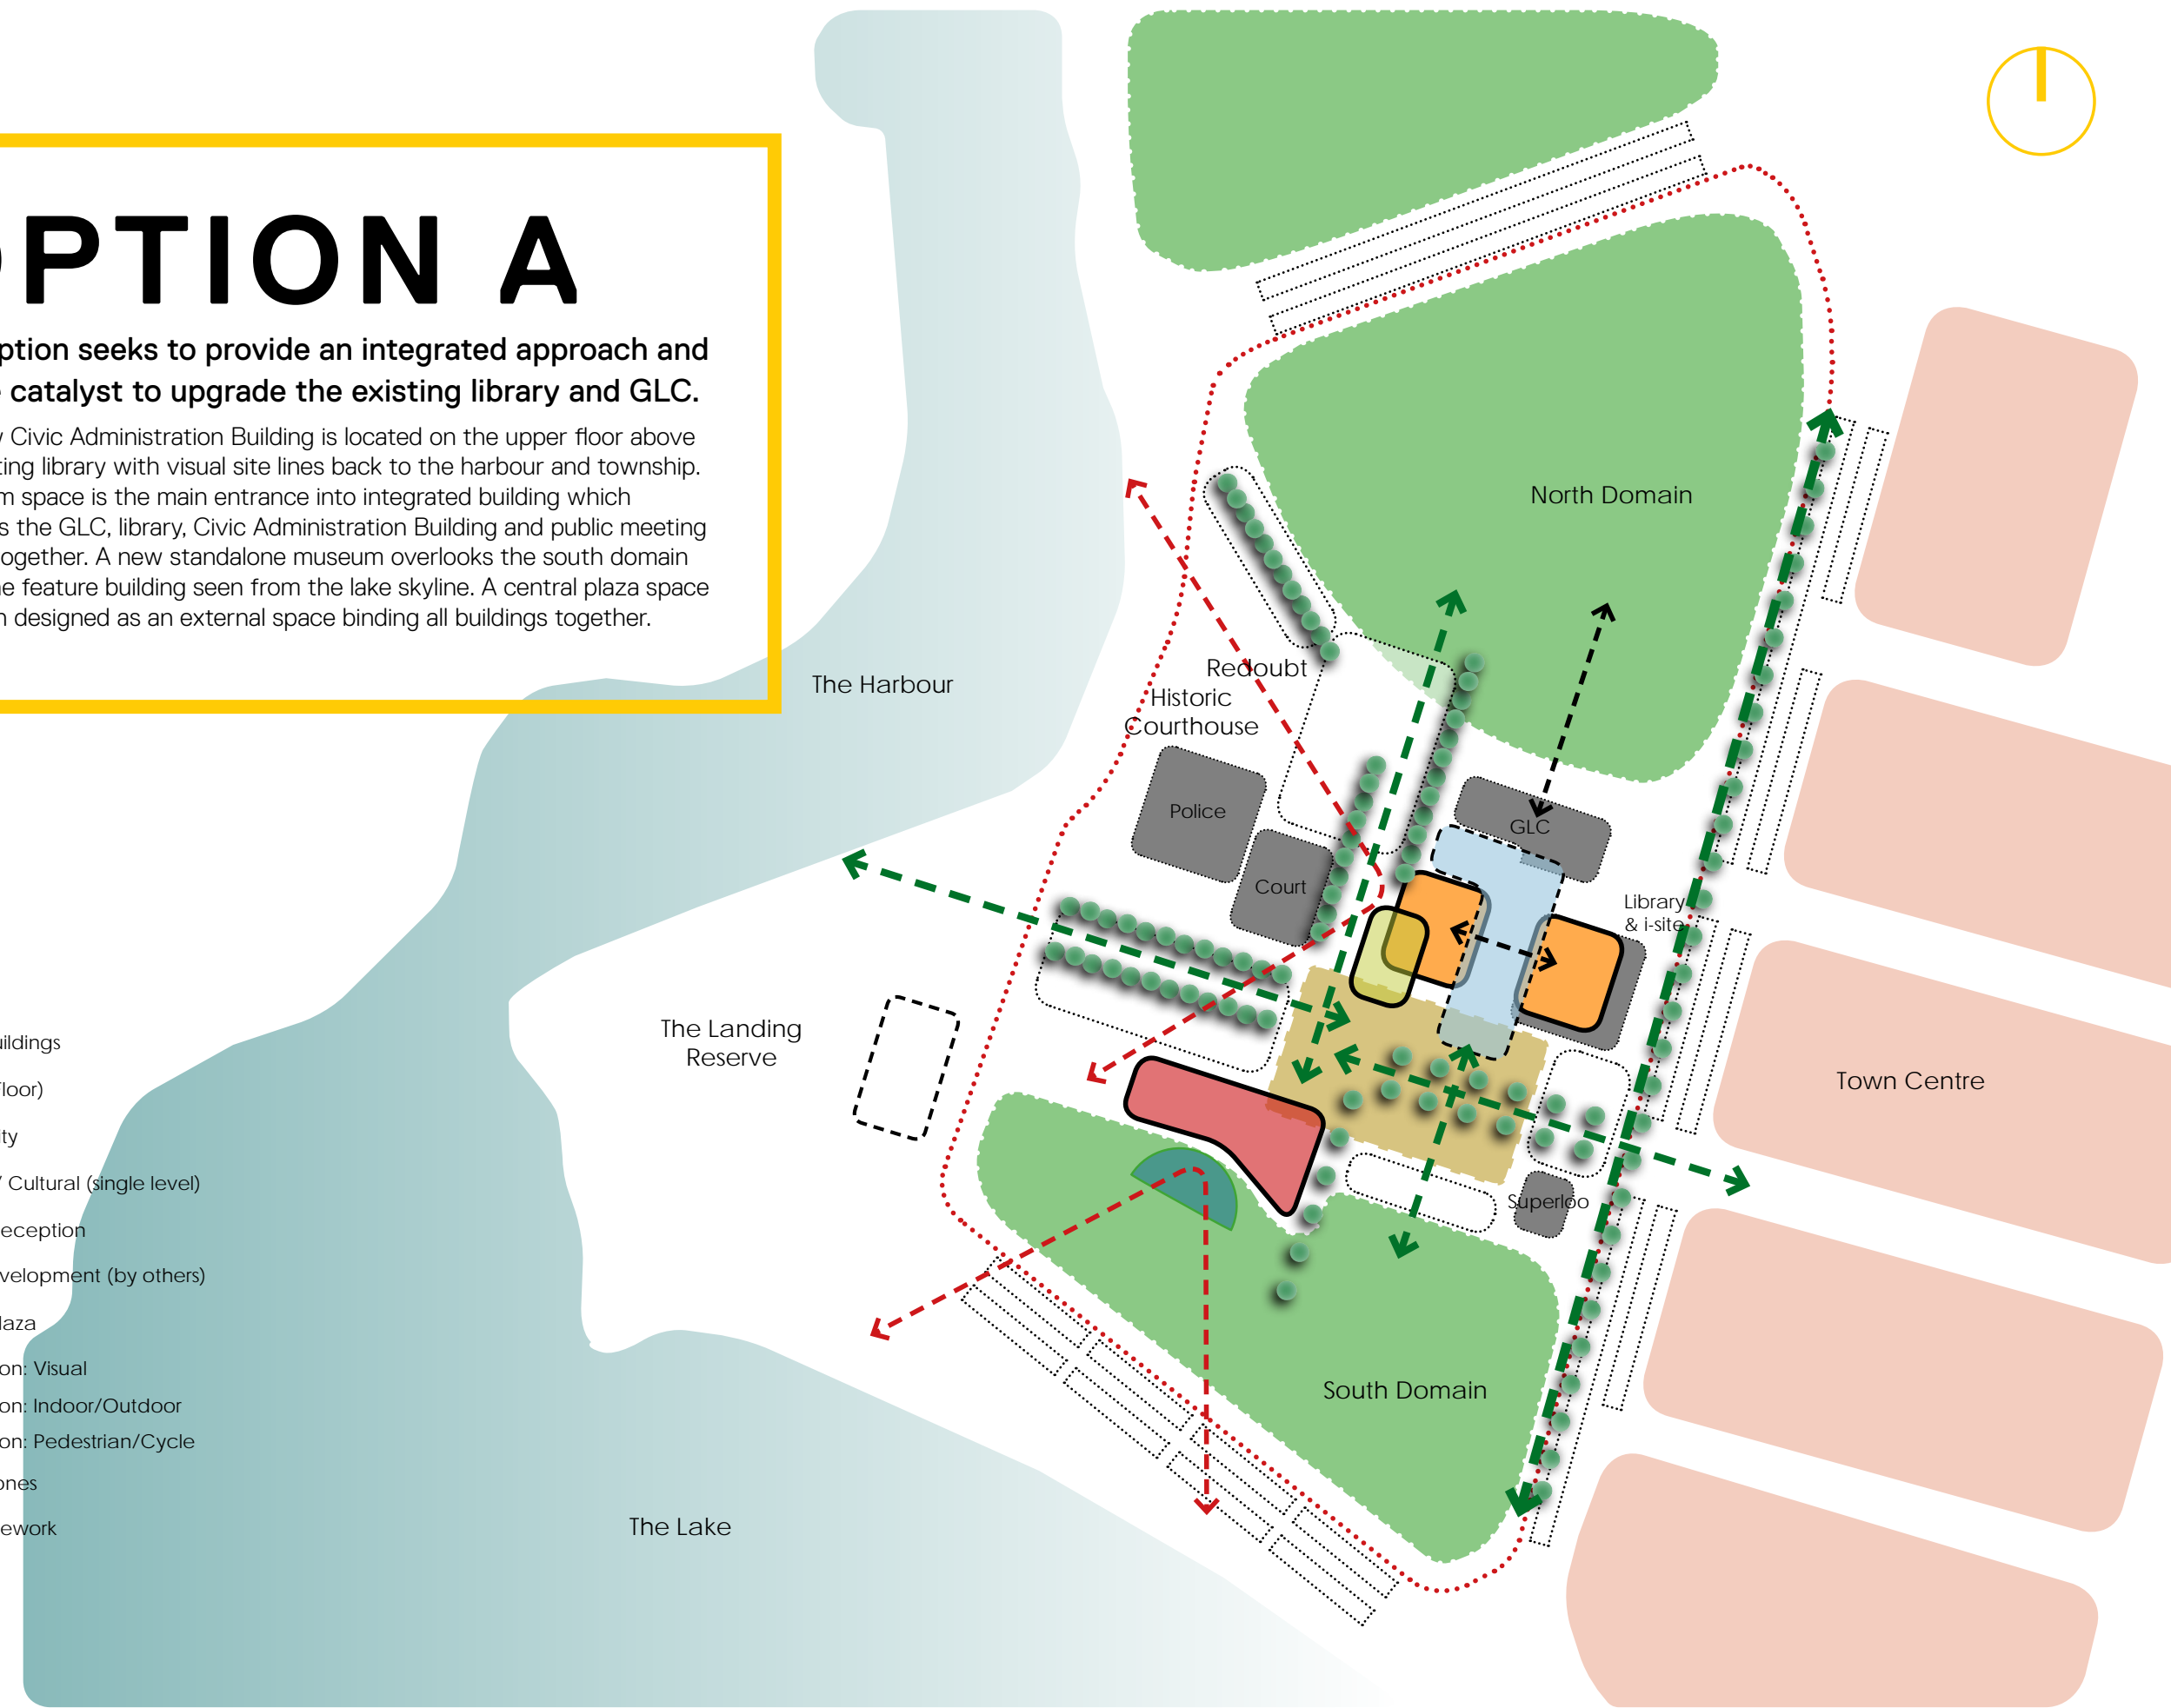 OPTION A
ption seeks to provide an integrated approach and
catalyst to upgrade the existing library and GLC.
Civic Administration Building is located on the upper floor above
ting library with visual site lines back to the harbour and township.
m space is the main entrance into integrated building which
s the GLC, library, Civic Administration Building and public meeting
ogether. A new standalone museum overlooks the south domain
e feature building seen from the lake skyline. A central plaza space
n designed as an external space binding all buildings together.
North Domain
The Harbour
Redoubt
Historic
Courthouse
Police
GLC
Court
Library
& i-site
The Landing
Reserve
Town Centre
Superloo
South Domain
The Lake
ildings
loor)
ity
/ Cultural (single level)
eception
velopment (by others)
laza
on: Visual
on: Indoor/Outdoor
on: Pedestrian/Cycle
ones
ework